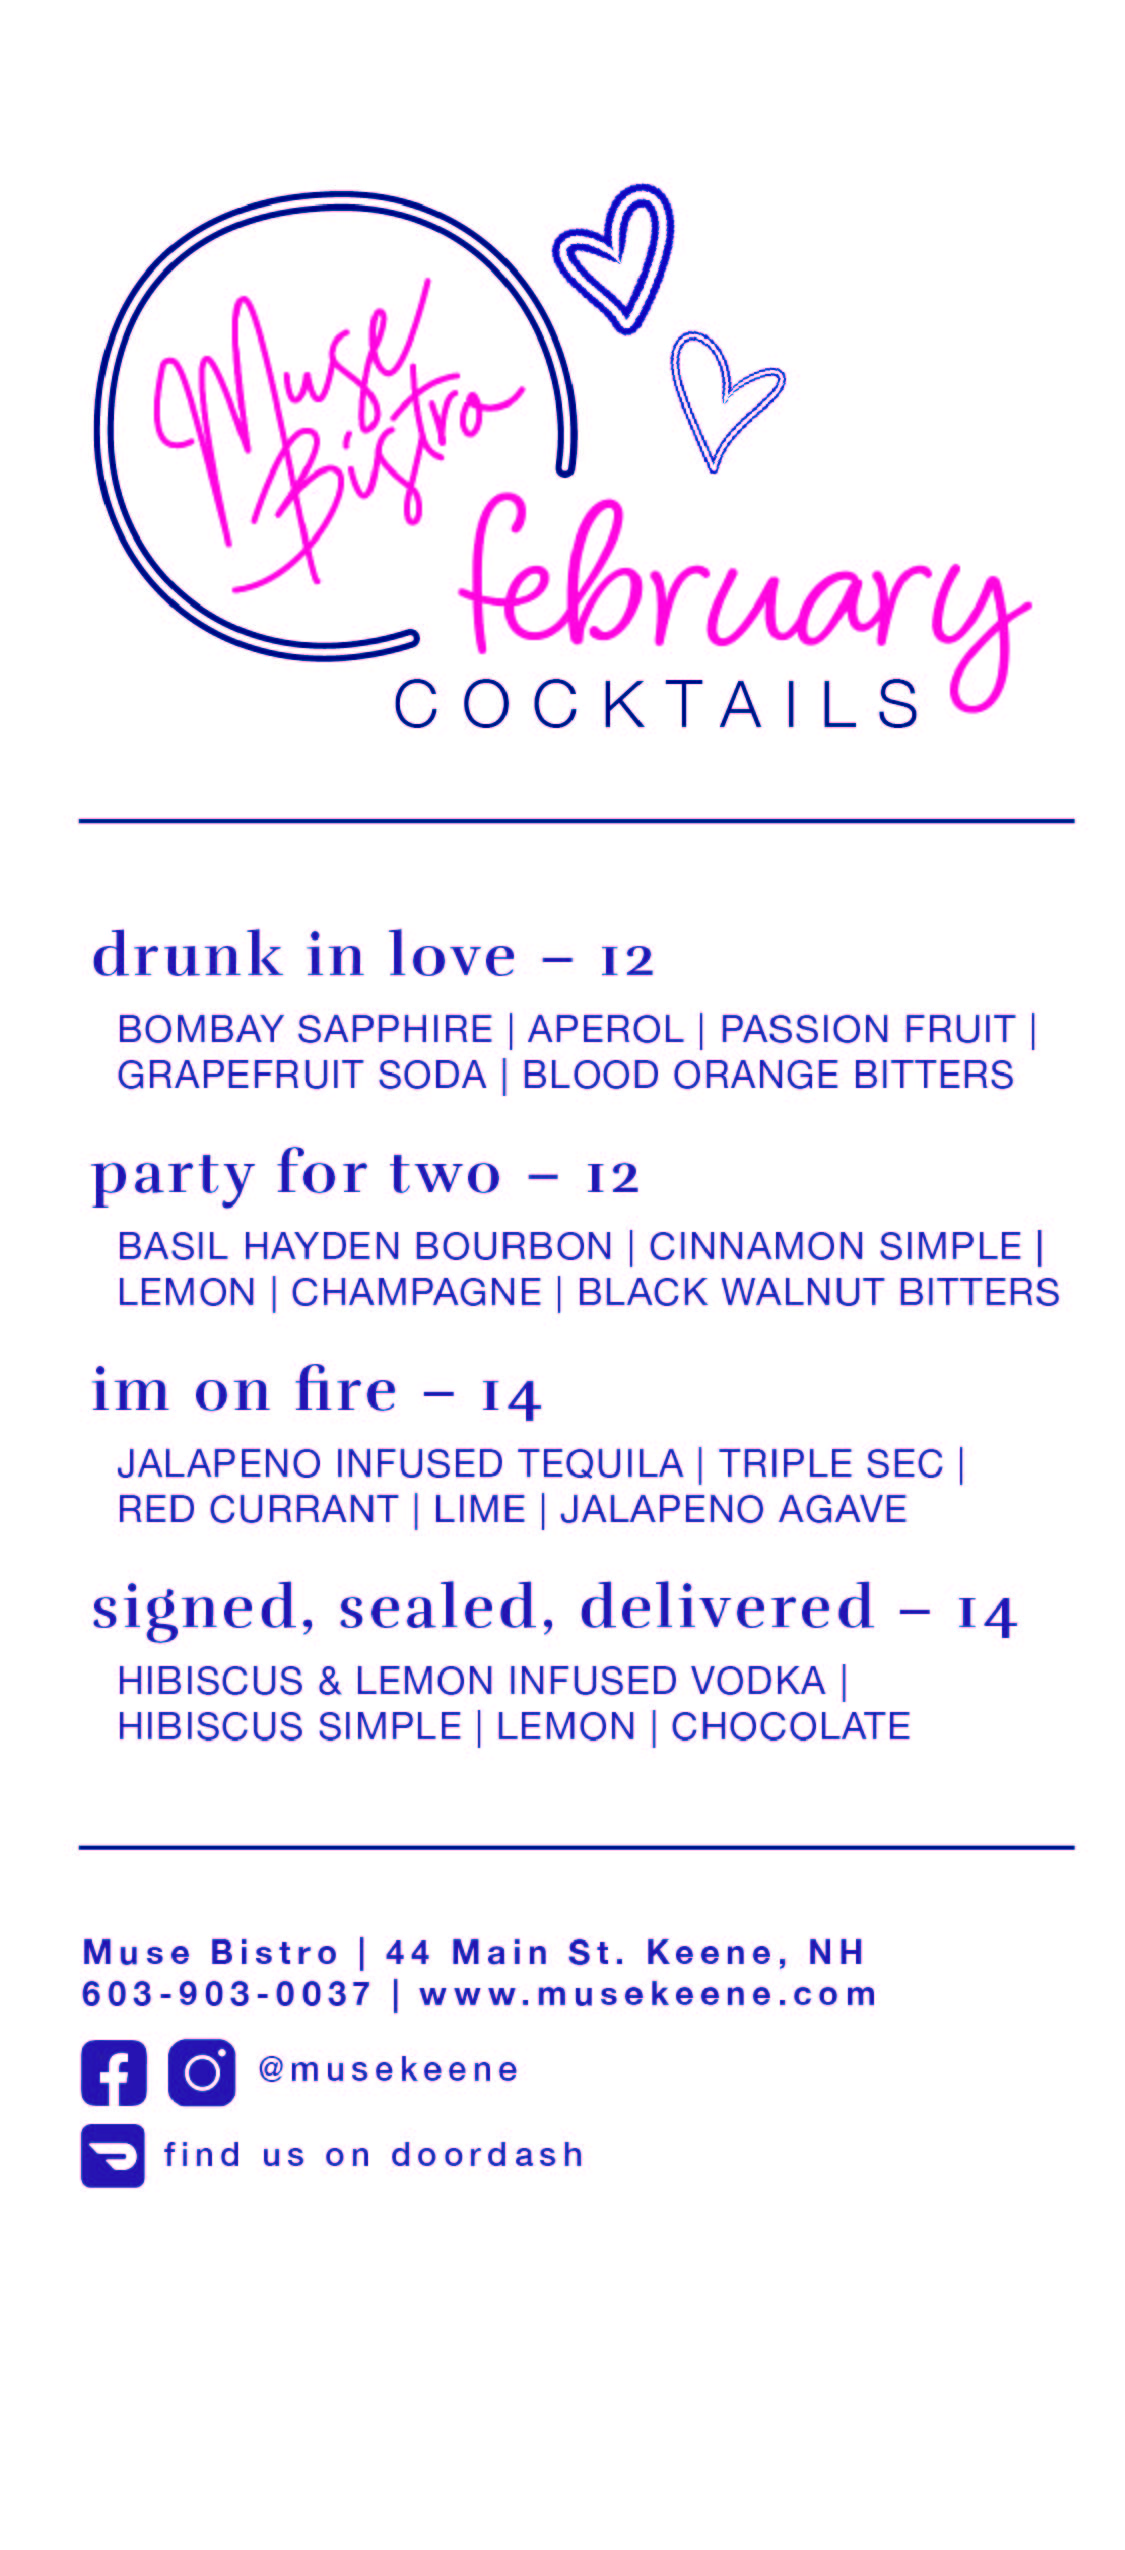 Muse
Bistro
february
COCKTAILS
drunk in love – 12
BOMBAY SAPPHIRE | APEROL | PASSION FRUIT |
GRAPEFRUIT SODA | BLOOD ORANGE BITTERS
party for two – 12
BASIL HAYDEN BOURBON | CINNAMON SIMPLE |
LEMON | CHAMPAGNE | BLACK WALNUT BITTERS
im on fire – 14
JALAPENO INFUSED TEQUILA | TRIPLE SEC |
RED CURRANT | LIME | JALAPENO AGAVE
signed, sealed, delivered – 14
HIBISCUS & LEMON INFUSED VODKA |
HIBISCUS SIMPLE | LEMON | CHOCOLATE
Muse Bistro | 44 Main St. Keene, NH
603-903-0037 | www.musekeene.com
@musekeene
find us on doordash